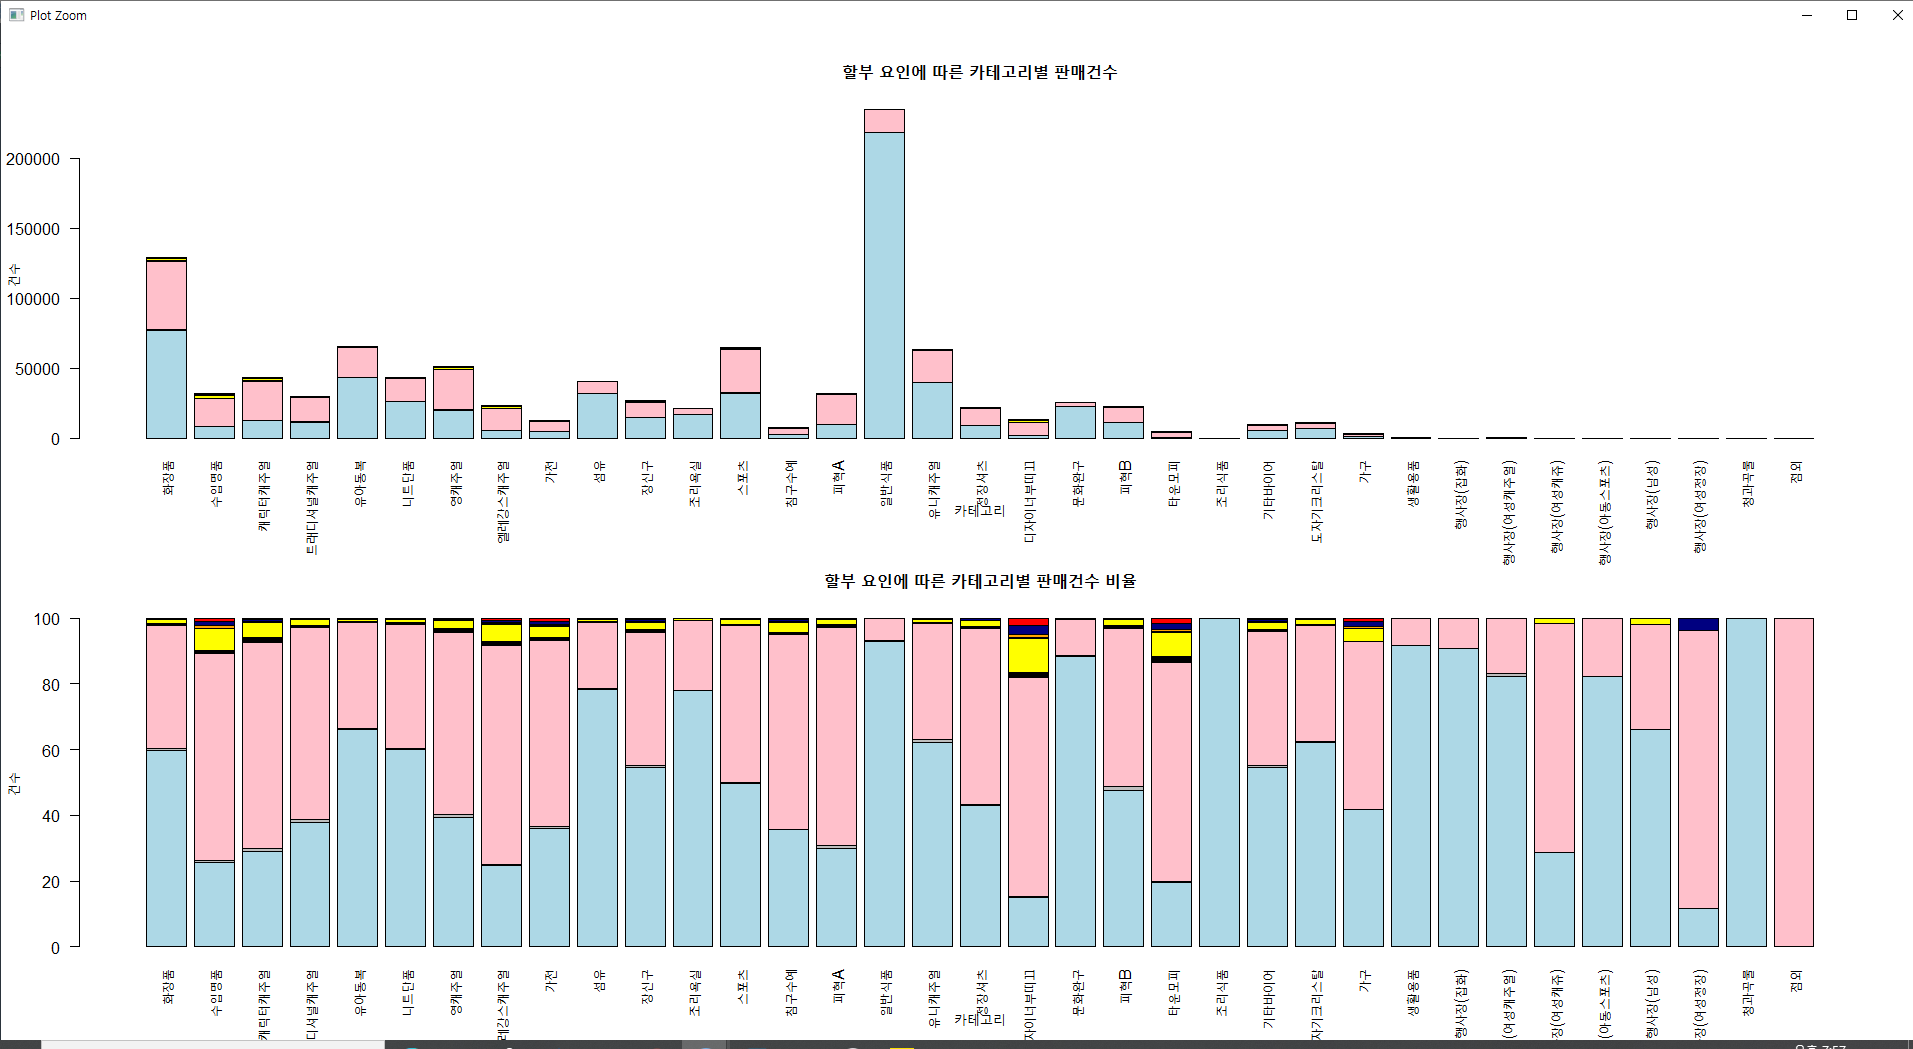 Plot Zoom
할부 요인에 따른 카테고리별 판매건수
건수
200000
150000
100000
50000
0
화장품
수입명품
캐릭터캐주얼
트래디셔널캐주얼
유아동복
니트단품
영캐주얼
엘레강스캐주얼
가전
섬유
장신구
조리욕실
스포츠
침구수예
피혁A
일반식품
유니캐주얼
정장셔츠
디자이너부띠끄
문화완구
피혁B
타운모피
조리식품
기타바이어
도자기크리스탈
가구
생활용품
행사장(잡화)
행사장(여성캐주얼)
행사장(여성캐쥬)
행사장(아동스포츠)
행사장(남성)
행사장(여성정장)
청과곡물
점외
카테고리
할부 요인에 따른 카테고리별 판매건수 비율
건수
100
80
60
40
20
0
화장품
수입명품
캐릭터캐주얼
디셔널캐주얼
유아동복
니트단품
영캐주얼
레강스캐주얼
가전
섬유
장신구
조리욕실
스포츠
침구수예
피혁A
일반식품
유니캐주얼
정장셔츠
자이너부띠끄
문화완구
피혁B
타운모피
조리식품
기타바이어
자기크리스탈
가구
생활용품
행사장(잡화)
(여성캐주얼)
장(여성캐쥬)
(아동스포츠)
행사장(남성)
장(여성정장)
청과곡물
점외
카테고리